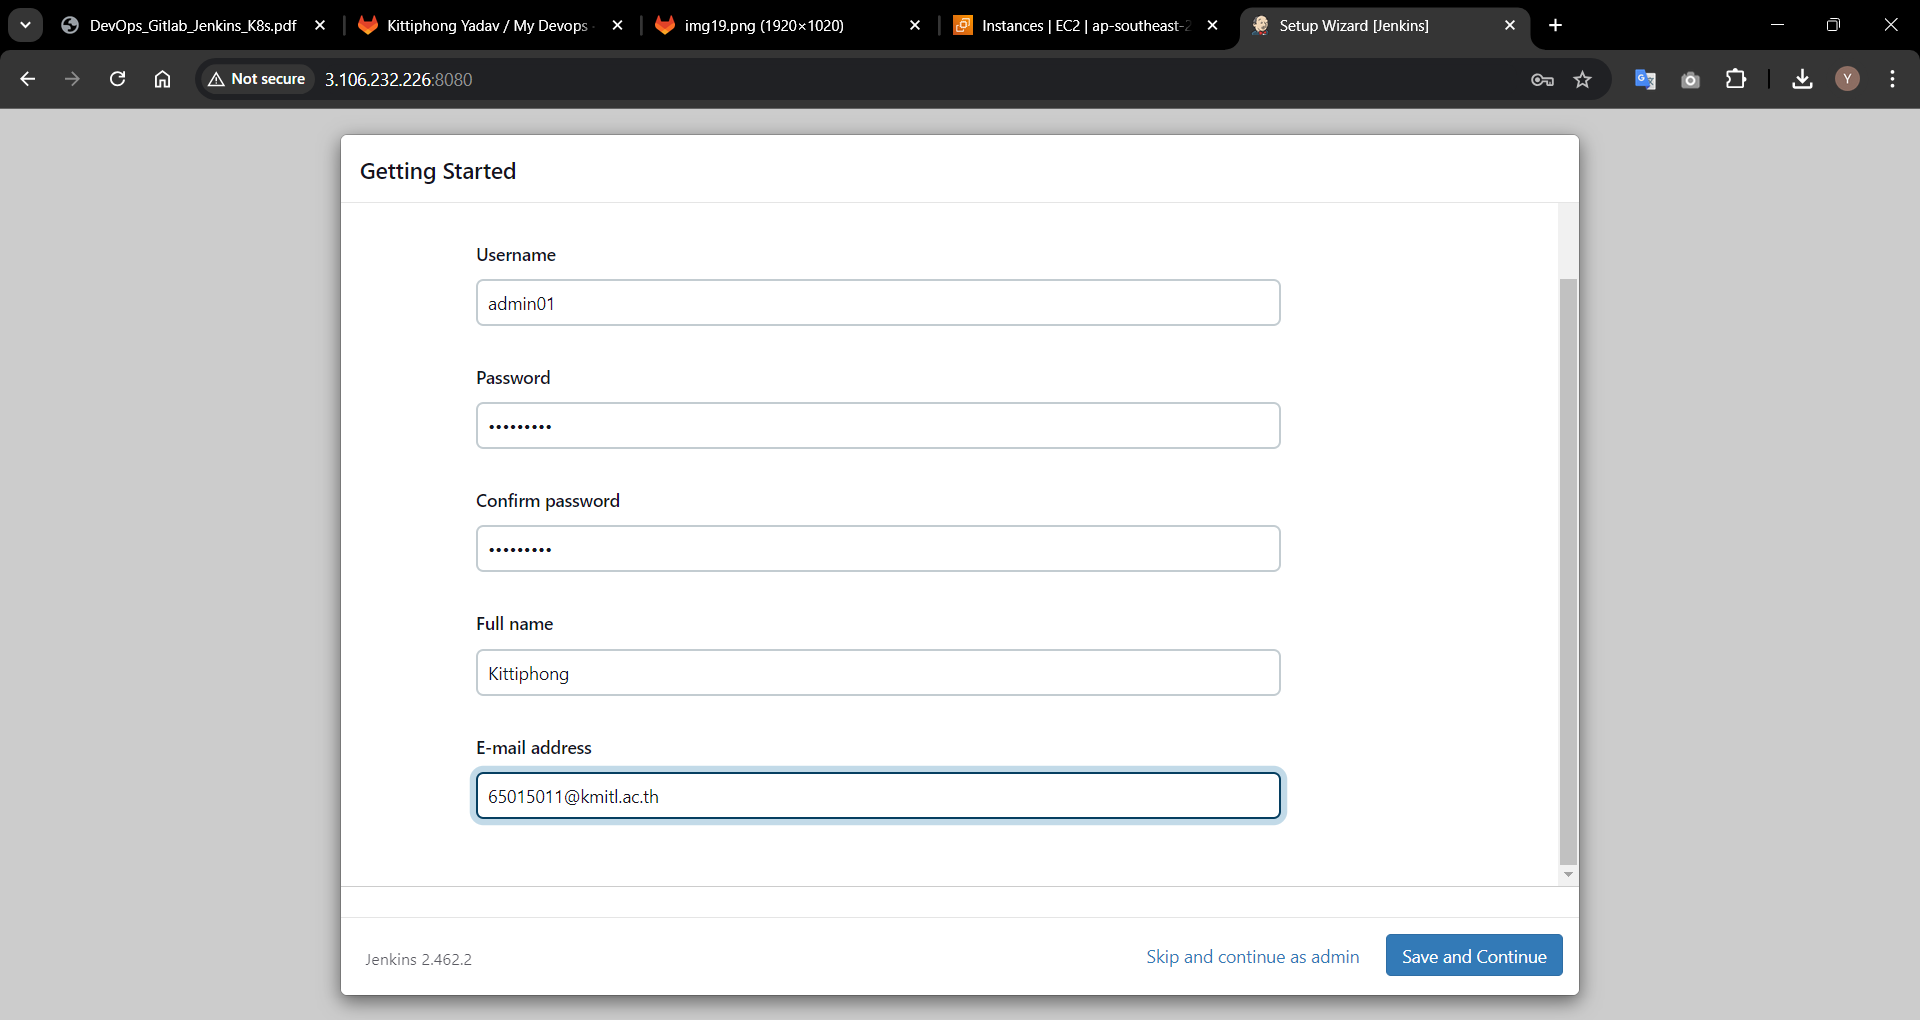 DevOps_Gitlab_Jenkins_K8s.pdf
Kittiphong Yadav / My Devops
img19.png (1920×1020)
Instances | EC2 | ap-southeast-2
Setup Wizard [Jenkins]
Not secure
3.106.232.226:8080
Y
Getting Started
Username
admin01
Password
•••••••••
Confirm password
•••••••••
Full name
Kittiphong
E-mail address
65015011@kmitl.ac.th
Jenkins 2.462.2
Skip and continue as admin
Save and Continue